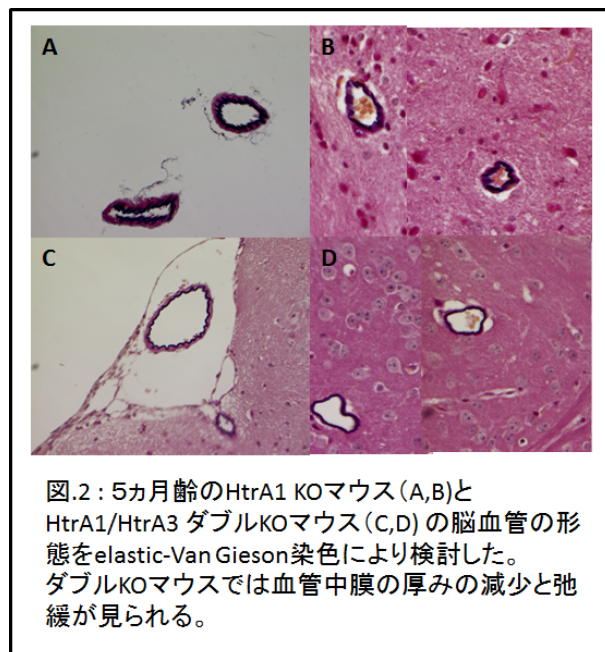 A
B
C
D
図.2：５ヵ月齢のHtrA1 KOマウス（A,B）と
HtrA1/HtrA3 ダブルKOマウス（C,D) の脳血管の形
態をelastic-Van Gieson染色により検討した。
ダブルKOマウスでは血管中膜の厚みの減少と弛
緩が見られる。